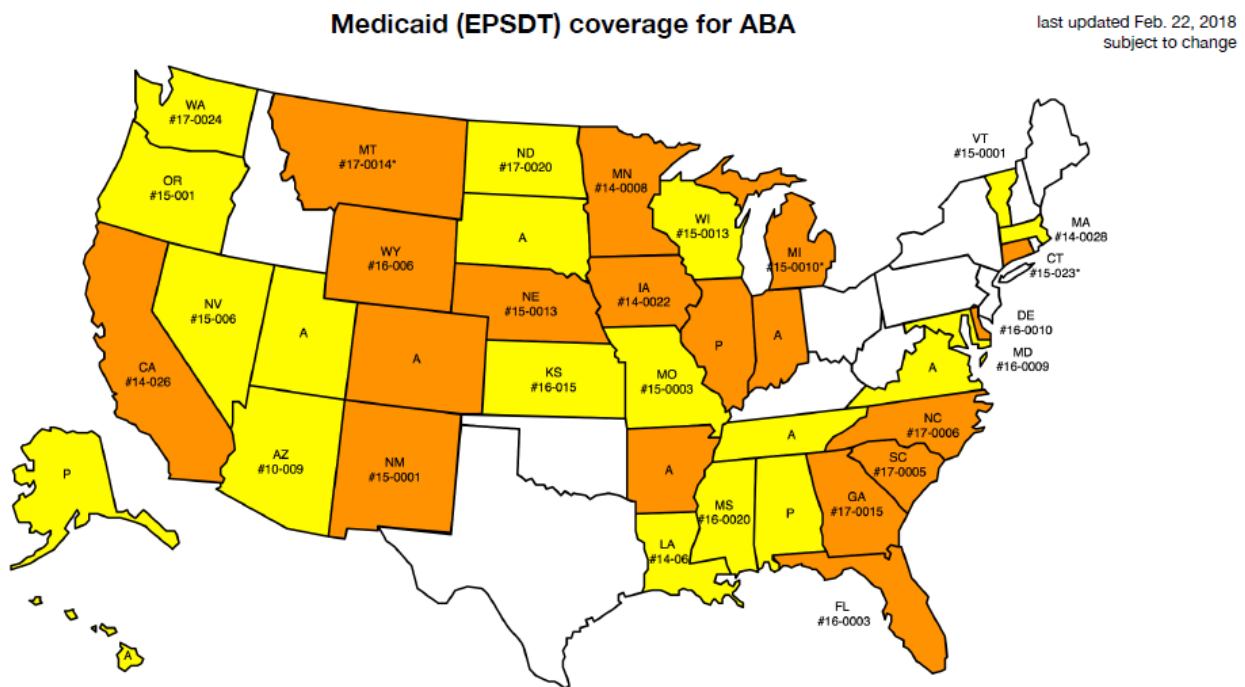 Medicaid (EPSDT) coverage for ABA
last updated Feb. 22, 2018
subject to change
WA
#17-0024
MT
#17-0014*
ND
#17-0020
MN
#14-0008
VT
#15-0001
OR
#15-001
A
WI
#15-0013
MA
#14-0028
WY
#16-006
MI
#15-0010*
CT
#15-023*
NE
#15-0013
IA
#14-0022
NV
#15-006
A
DE
#16-0010
A
P
A
MD
#16-0009
CA
#14-026
KS
#16-015
MO
#15-0003
A
NC
#17-0006
AZ
#10-009
NM
#15-0001
A
A
SC
#17-0005
P
MS
#16-0020
P
GA
#17-0015
LA
#14-06
FL
#16-0003
A